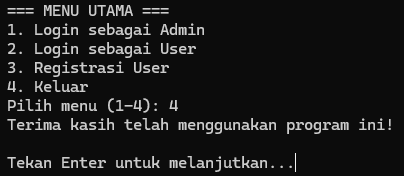 === MENU UTAMA ===
1. Login sebagai Admin
2. Login sebagai User
3. Registrasi User
4. Keluar
Pilih menu (1-4): 4
Terima kasih telah menggunakan program ini!
Tekan Enter untuk melanjutkan...